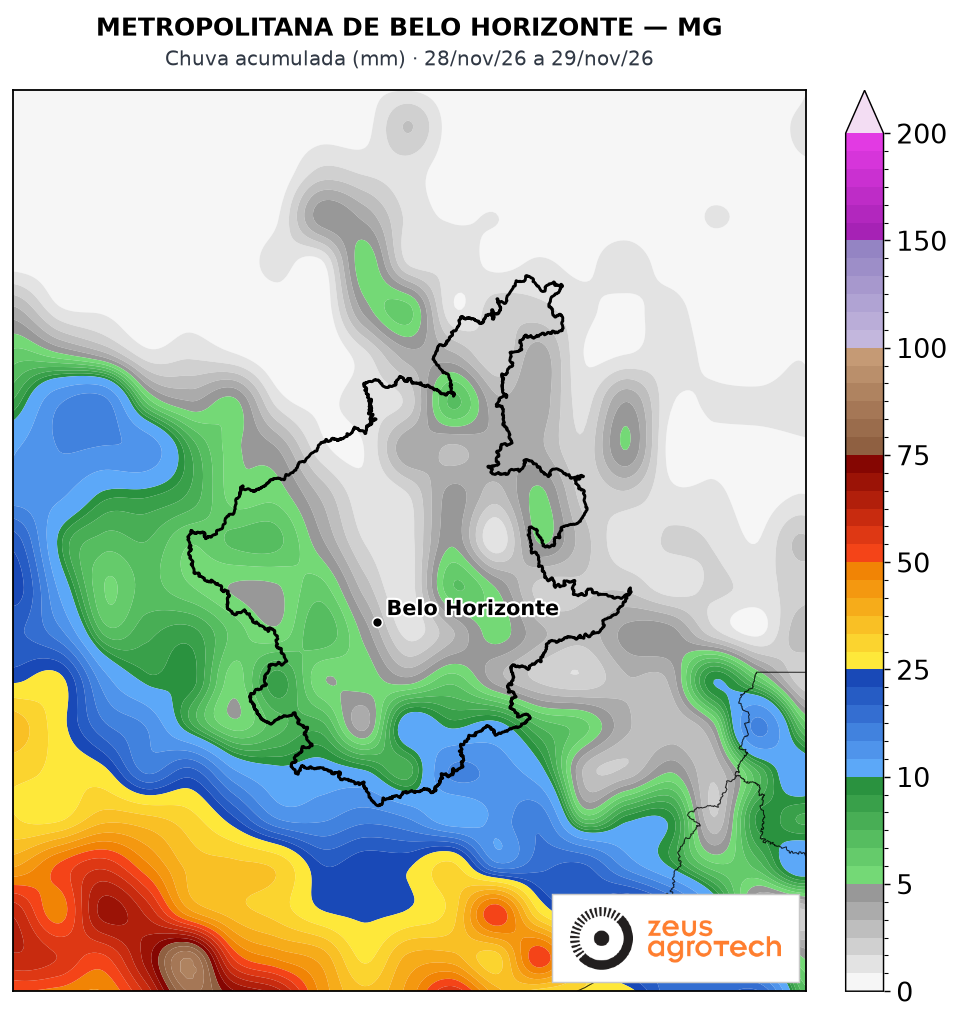 METROPOLITANA DE BELO HORIZONTE — MG
Chuva acumulada (mm) · 28/nov/26 a 29/nov/26
200
150
100
75
50
25
10
5
0
Belo Horizonte
zeus
agrotech